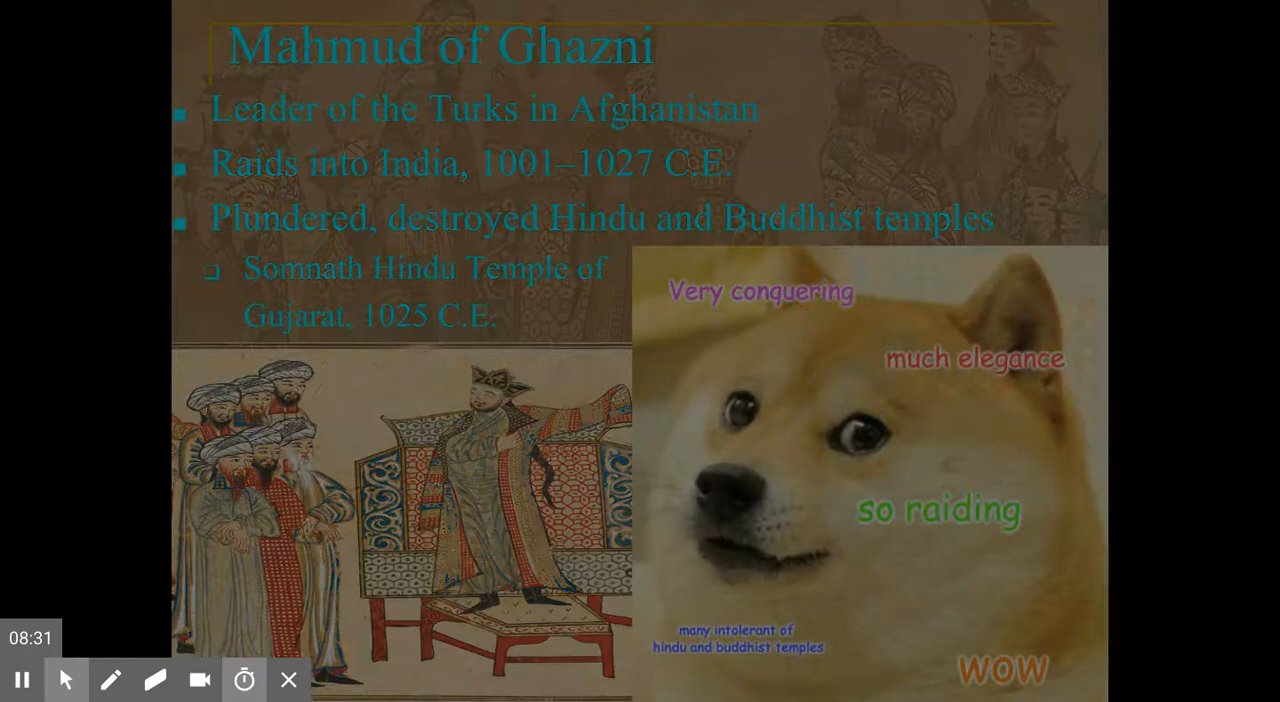 Mahmud of Ghazni
Leader of the Turks in Afghanistan
Raids into India, 1001–1027 C.E.
Plundered, destroyed Hindu and Buddhist temples
Somnath Hindu Temple of
Gujarat, 1025 C.E.
Very conquering
much elegance
so raiding
many intolerant of
hindu and buddhist temples
wow
08:31